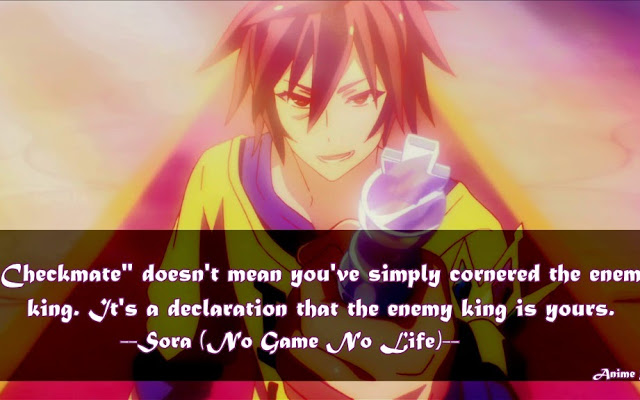 Checkmate" doesn't mean you've simply cornered the enem
king. It's a declaration that the enemy king is yours.
--Sora (No Game No Life)--
Anime